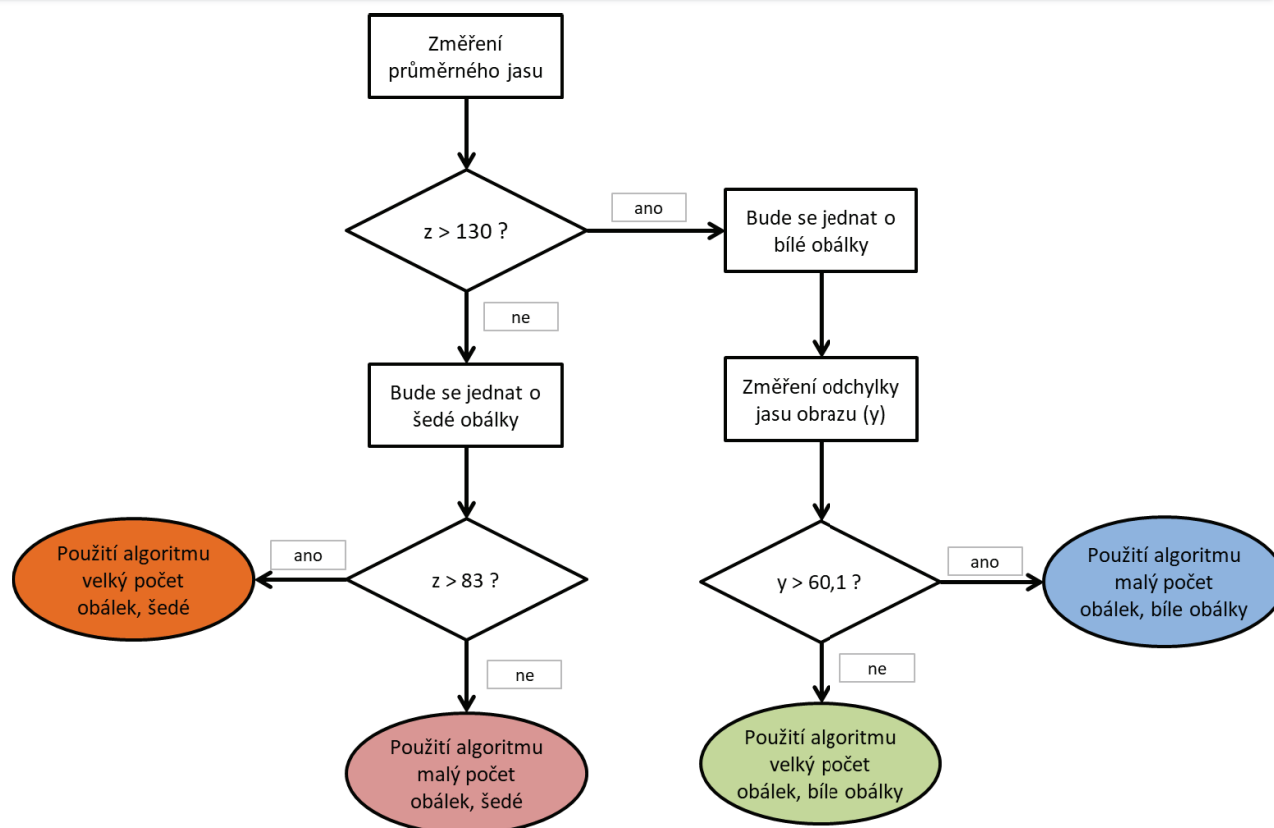 Změření
průměrného jasu
z > 130 ?
ano
Bude se jednat o
bílé obálky
ne
Bude se jednat o
šedé obálky
Změření odchylky
jasu obrazu (y)
Použití algoritmu
velký počet
obálek, šedé
ano
z > 83 ?
y > 60,1 ?
ano
Použití algoritmu
malý počet
obálek, bíle obálky
ne
ne
Použití algoritmu
malý počet
obálek, šedé
Použití algoritmu
velký počet
obálek, bíle obálky